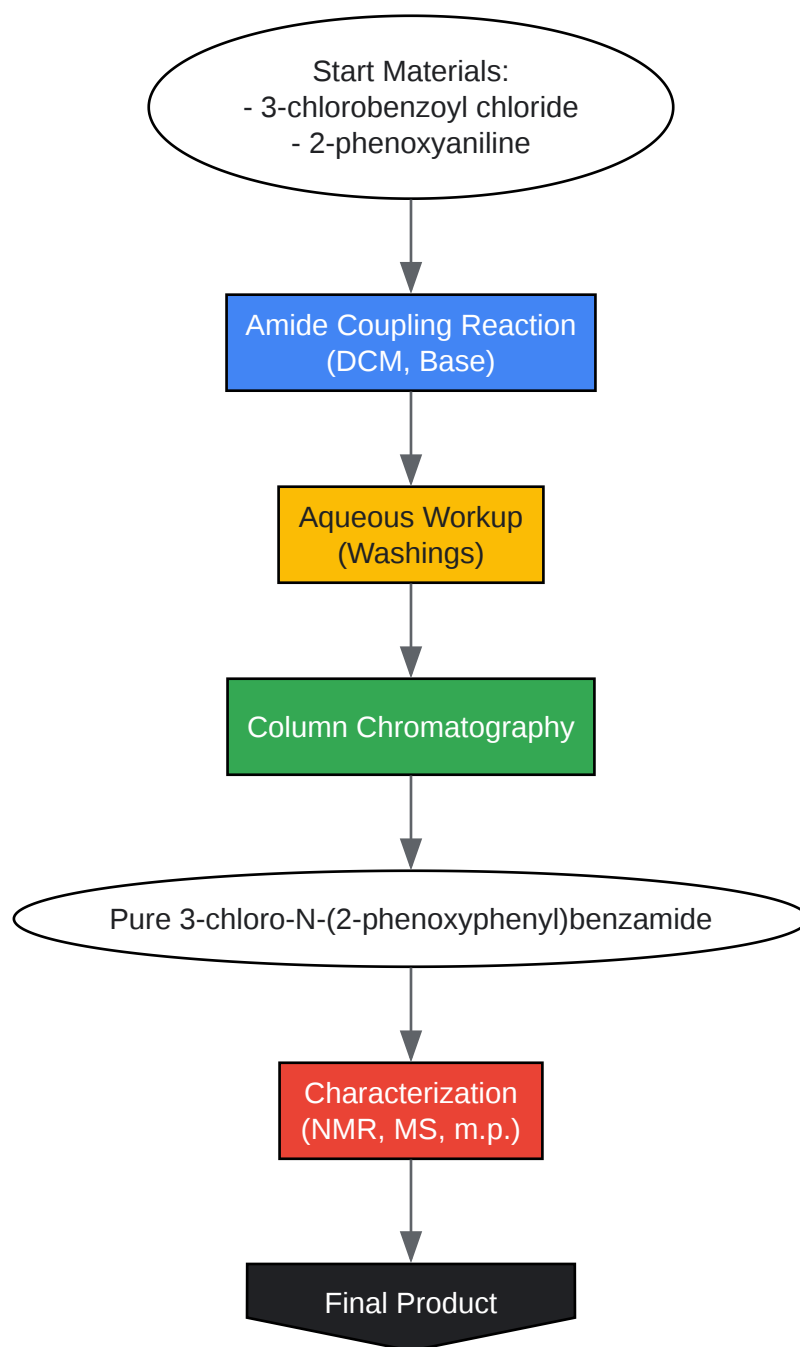 Start Materials:
- 3-chlorobenzoyl chloride
- 2-phenoxyaniline
Amide Coupling Reaction
(DCM, Base)
Aqueous Workup
(Washings)
Column Chromatography
Pure 3-chloro-N-(2-phenoxyphenyl)benzamide
Characterization
(NMR, MS, m.p.)
Final Product